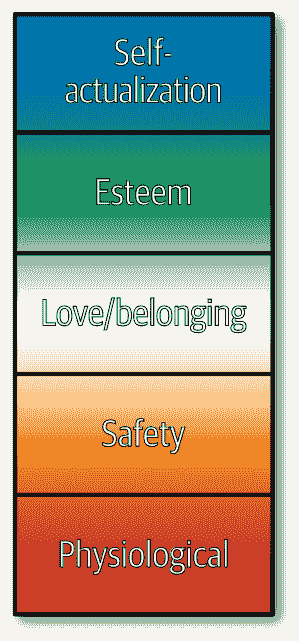 Self-
actualization
Esteem
Love/belonging
Safety
Physiological